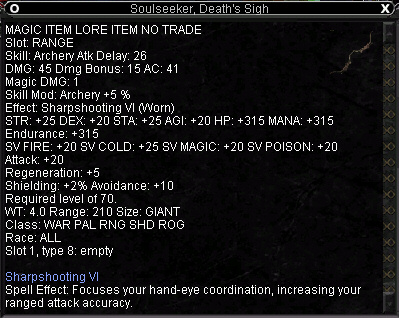 Soulseeker, Death's Sigh
MAGIC ITEM LORE ITEM NO TRADE
Slot: RANGE
Skill: Archery Atk Delay: 26
DMG: 45 Dmg Bonus: 15 AC: 41
Magic DMG: 1
Skill Mod: Archery +5 %
Effect: Sharpshooting VI (Worn)
STR: +25 DEX: +20 STA: +25 AGI: +20 HP: +315 MANA: +315
Endurance: +315
SV FIRE: +20 SV COLD: +25 SV MAGIC: +20 SV POISON: +20
Attack: +20
Regeneration: +5
Shielding: +2% Avoidance: +10
Required level of 70.
WT: 4.0 Range: 210 Size: GIANT
Class: WAR PAL RNG SHD ROG
Race: ALL
Slot 1, type 8: empty
Sharpshooting VI
Spell Effect: Focuses your hand-eye coordination, increasing your
ranged attack accuracy.